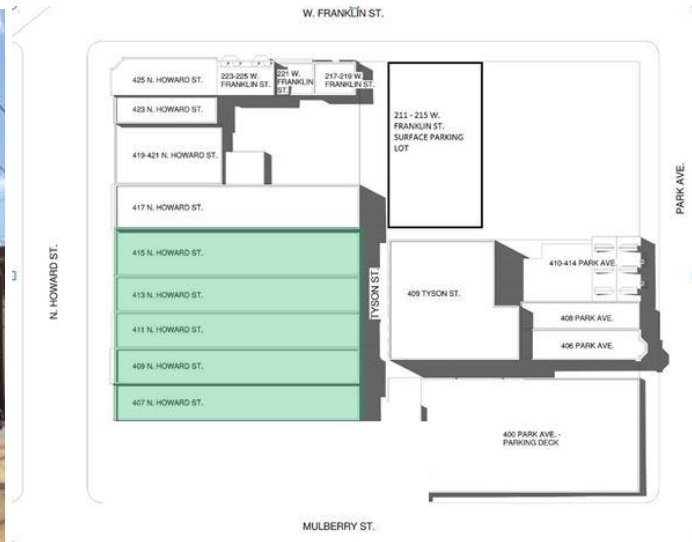 W. FRANKLIN ST.
425 N. HOWARD ST.
223-225 W.
FRANKLIN ST.
221 W.
FRANKLIN
ST.
217-219 W.
FRANKLIN ST.
423 N. HOWARD ST.
419-421 N. HOWARD ST.
211 - 215 W.
FRANKLIN ST.
SURFACE PARKING
LOT
417 N. HOWARD ST.
415 N. HOWARD ST.
413 N. HOWARD ST.
411 N. HOWARD ST.
409 N. HOWARD ST.
407 N. HOWARD ST.
N. HOWARD ST.
TYSON ST.
PARK AVE.
409 TYSON ST.
410-414 PARK AVE.
408 PARK AVE.
406 PARK AVE.
400 PARK AVE. -
PARKING DECK
MULBERRY ST.